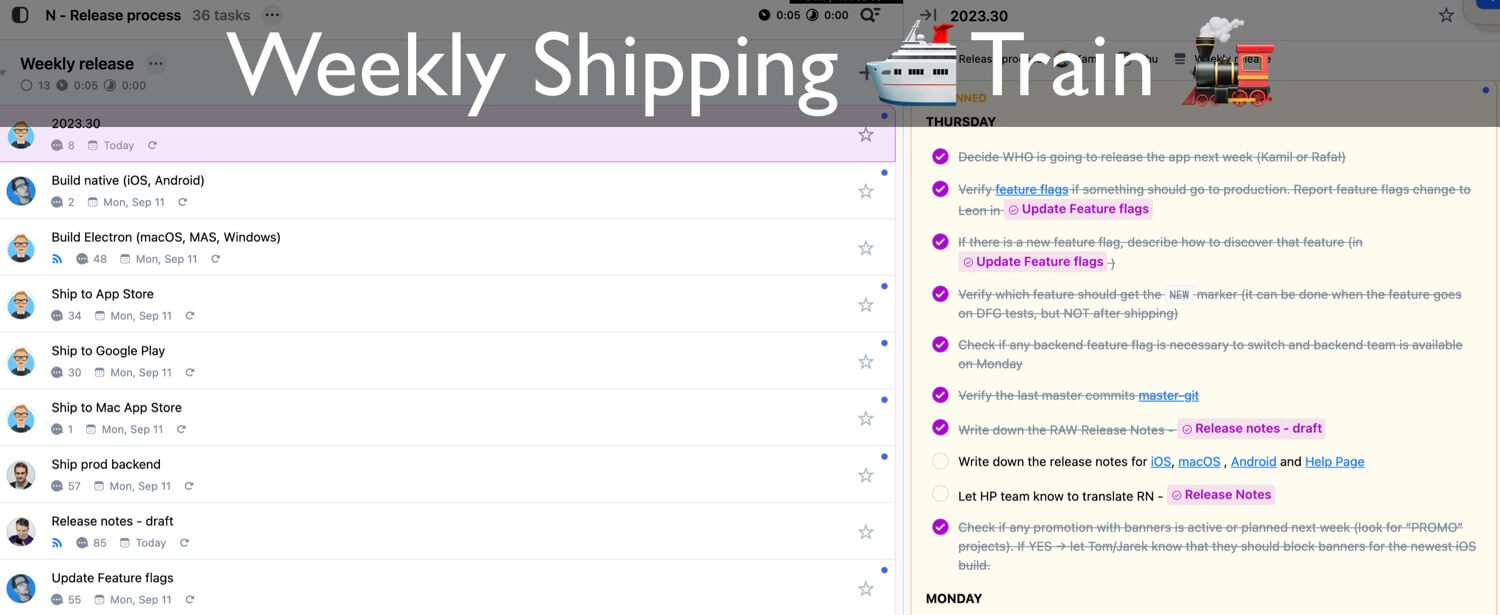 N - Release process 36 tasks ...
0:05 0:00
2023.30
Weekly Shipping Train
Weekly release ...
13 0:05 0:00
2023.30
8 Today
Build native (iOS, Android)
2 Mon, Sep 11
Build Electron (macOS, MAS, Windows)
48 Mon, Sep 11
Ship to App Store
34 Mon, Sep 11
Ship to Google Play
30 Mon, Sep 11
Ship to Mac App Store
1 Mon, Sep 11
Ship prod backend
57 Mon, Sep 11
Release notes - draft
85 Today
Update Feature flags
55 Mon, Sep 11
THURSDAY
Decide WHO is going to release the app next week (Kamil or Rafał)
Verify feature flags if something should go to production. Report feature flags change to
Leon in Update Feature flags
If there is a new feature flag, describe how to discover that feature (in
Update Feature flags )
Verify which feature should get the NEW marker (it can be done when the feature goes
on DFG tests, but NOT after shipping)
Check if any backend feature flag is necessary to switch and backend team is available
on Monday
Verify the last master commits master-git
Write down the RAW Release Notes - Release notes - draft
Write down the release notes for iOS, macOS , Android and Help Page
Let HP team know to translate RN - Release Notes
Check if any promotion with banners is active or planned next week (look for "PROMO"
projects). If YES → let Tom/Jarek know that they should block banners for the newest iOS
build.
MONDAY